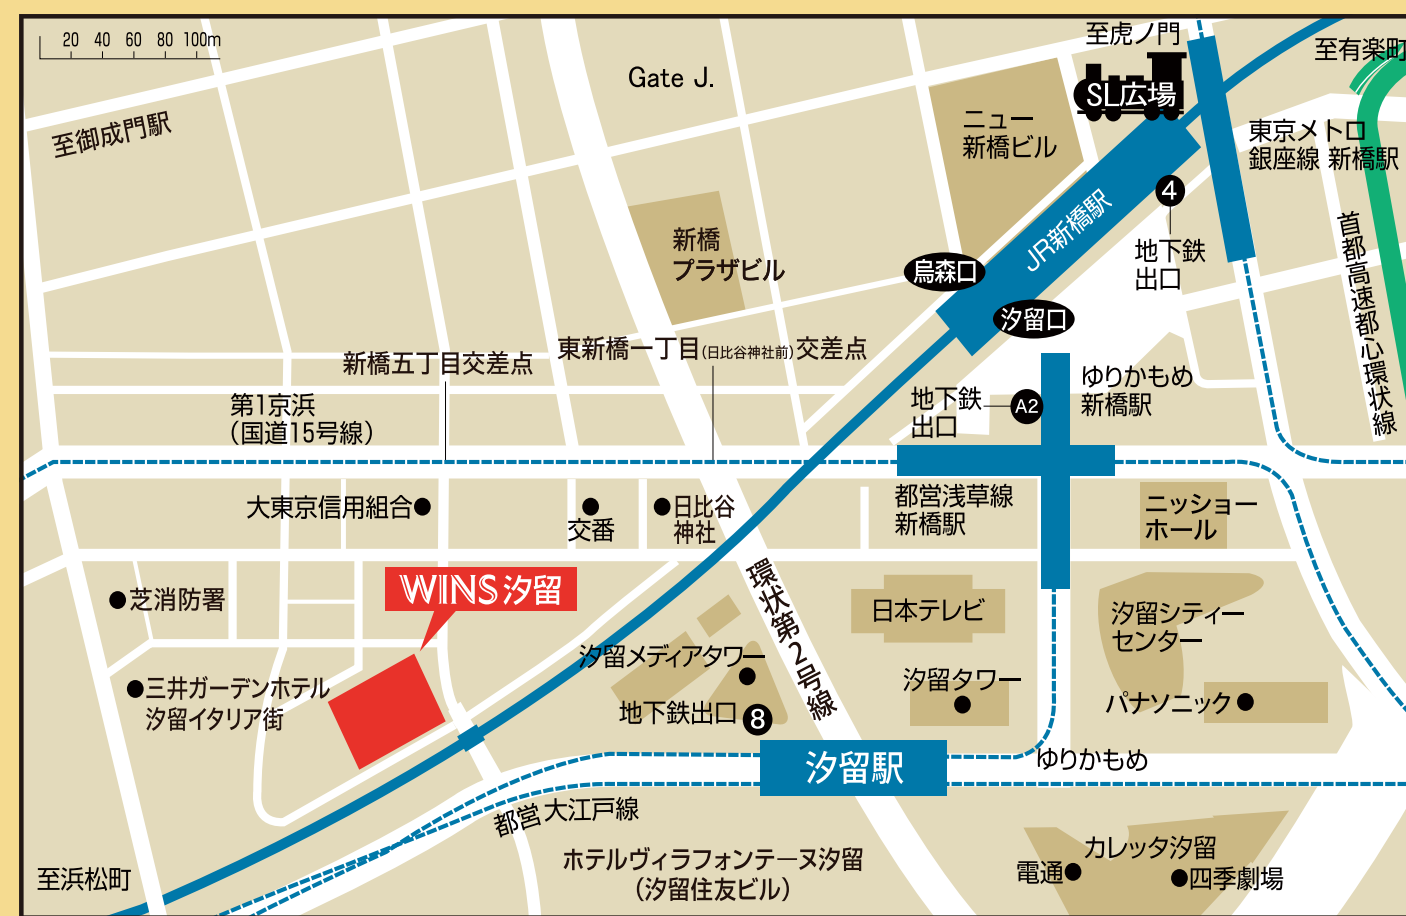 20 40 60 80 100m
至御成門駅
Gate J.
至虎ノ門
SL広場
至有楽町
ニュー
新橋ビル
東京メトロ
銀座線 新橋駅
4
地下鉄
出口
JR新橋駅
首都高速都心環状線
新橋
プラザビル
烏森口
汐留口
新橋五丁目交差点
東新橋一丁目(日比谷神社前)交差点
ゆりかもめ
新橋駅
地下鉄
出口
A2
第1京浜
(国道15号線)
大東京信用組合
交番
日比谷
神社
都営浅草線
新橋駅
ニッショー
ホール
WINS汐留
芝消防署
環状第2号線
日本テレビ
汐留シティー
センター
汐留メディアタワー
三井ガーデンホテル
汐留イタリア街
地下鉄出口
8
汐留タワー
パナソニック
汐留駅
ゆりかもめ
都営大江戸線
ホテルヴィラフォンテーヌ汐留
(汐留住友ビル)
カレッタ汐留
電通
四季劇場
至浜松町